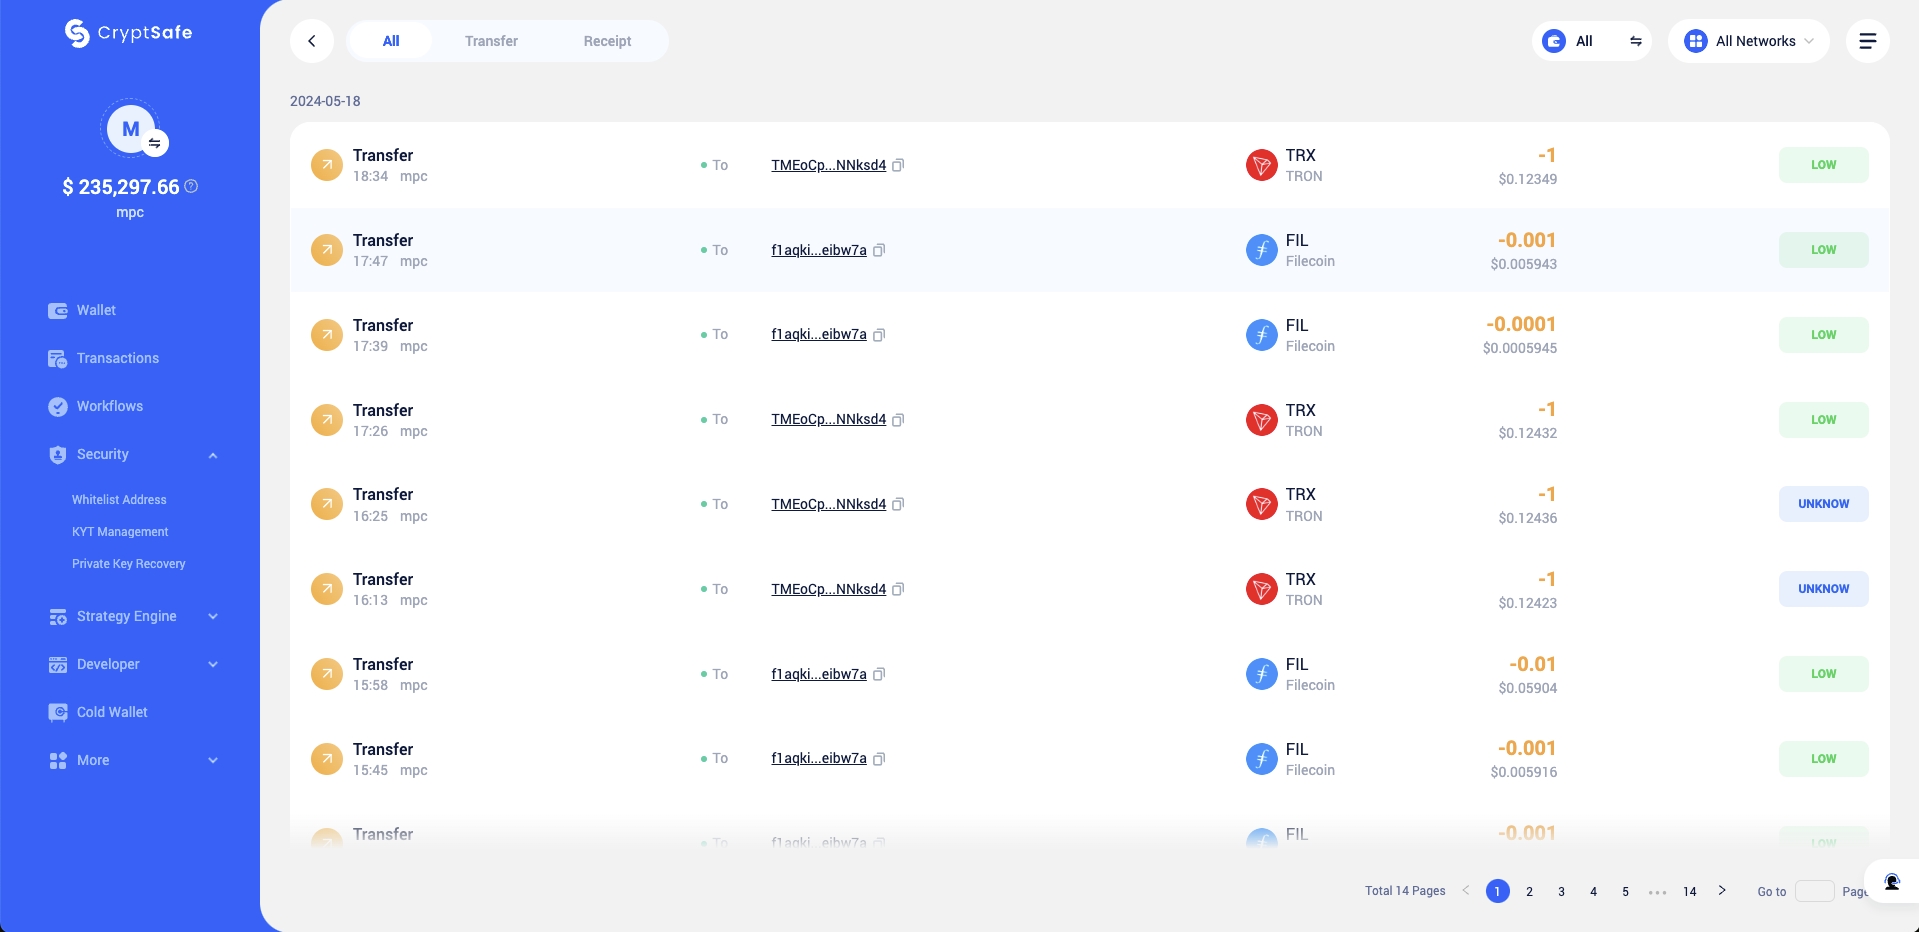 CryptSafe
M
$ 235,297.66
mpc
Wallet
Transactions
Workflows
Security
Whitelist Address
KYT Management
Private Key Recovery
Strategy Engine
Developer
Cold Wallet
More
All Transfer Receipt
All All Networks
2024-05-18
Transfer To TMEoCp...NNksd4 TRX -1 LOW
18:34 mpc TRON $0.12349
Transfer To f1aqki...eibw7a FIL -0.001 LOW
17:47 mpc Filecoin $0.005943
Transfer To f1aqki...eibw7a FIL -0.0001 LOW
17:39 mpc Filecoin $0.0005945
Transfer To TMEoCp...NNksd4 TRX -1 LOW
17:26 mpc TRON $0.12432
Transfer To TMEoCp...NNksd4 TRX -1 UNKNOW
16:25 mpc TRON $0.12436
Transfer To TMEoCp...NNksd4 TRX -1 UNKNOW
16:13 mpc TRON $0.12423
Transfer To f1aqki...eibw7a FIL -0.01 LOW
15:58 mpc Filecoin $0.05904
Transfer To f1aqki...eibw7a FIL -0.001 LOW
15:45 mpc Filecoin $0.005916
Transfer To f1aqki...eibw7a FIL -0.001 LOW
Total 14 Pages < 1 2 3 4 5 ••• 14 > Go to Page